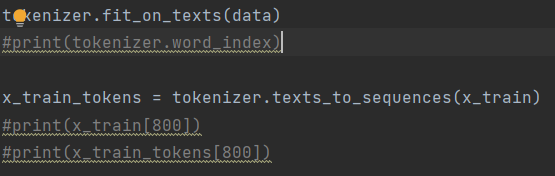 tokenizer.fit_on_texts(data)
#print(tokenizer.word_index)
x_train_tokens = tokenizer.texts_to_sequences(x_train)
#print(x_train[800])
#print(x_train_tokens[800])